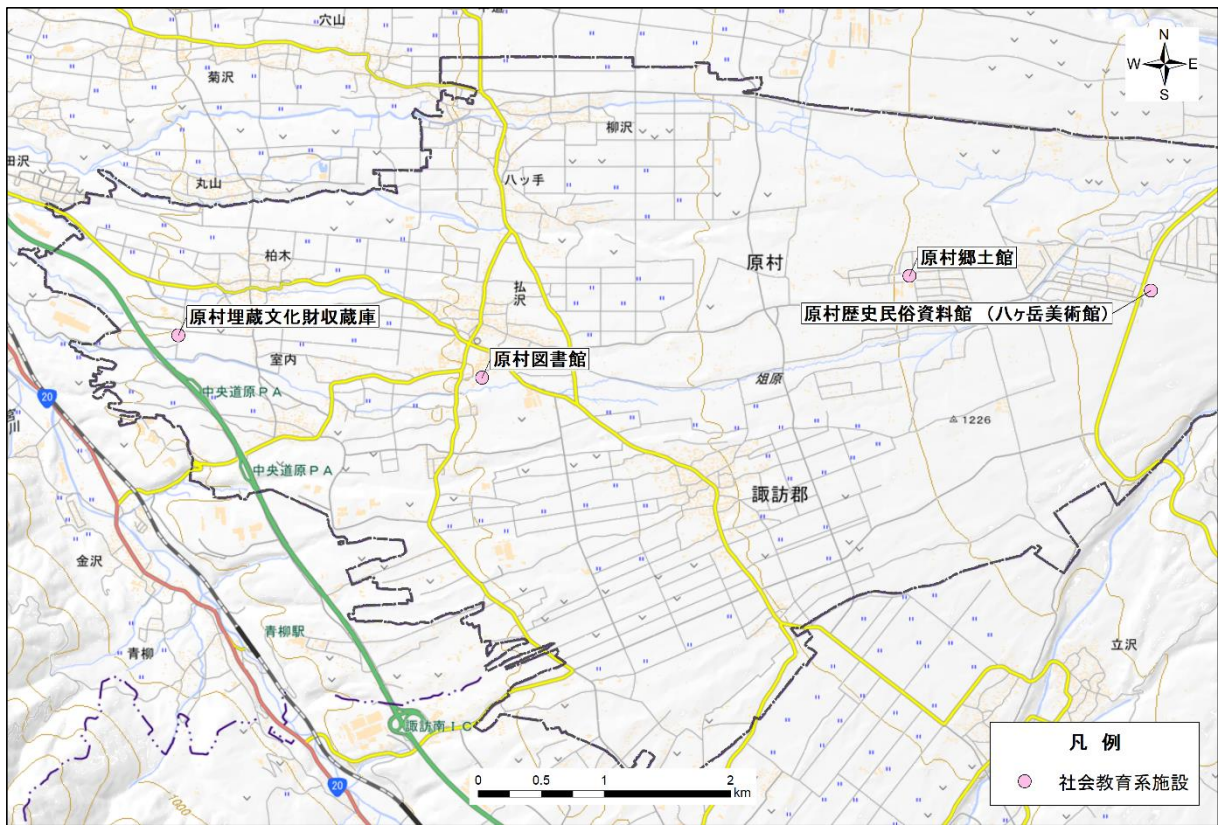 穴山
菊沢
N
W E
S
柳沢
丸山
八ッ手
柏木
原村
原村郷土館
払沢
原村歴史民俗資料館 (八ヶ岳美術館)
原村埋蔵文化財収蔵庫
室内
原村図書館
俎原
中央道原PA
20
1226
中央道原PA
諏訪郡
金沢
青柳駅
青柳
立沢
諏訪南IC
凡 例
社会教育系施設
0 0.5 1 2
km
20
1000